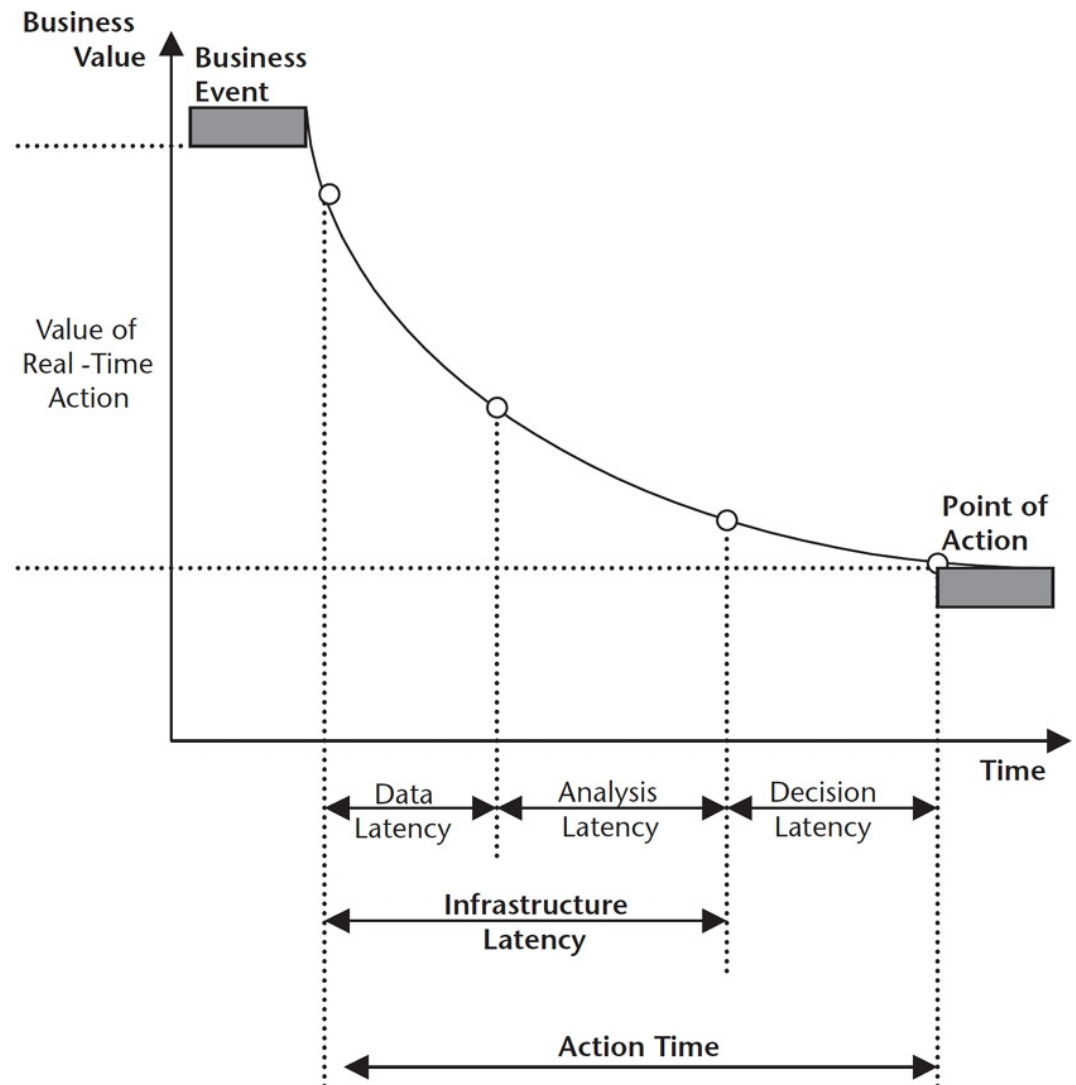 Business
Value
Business
Event
Value of
Real -Time
Action
Point of
Action
Time
Data
Latency
Analysis
Latency
Decision
Latency
Infrastructure
Latency
Action Time